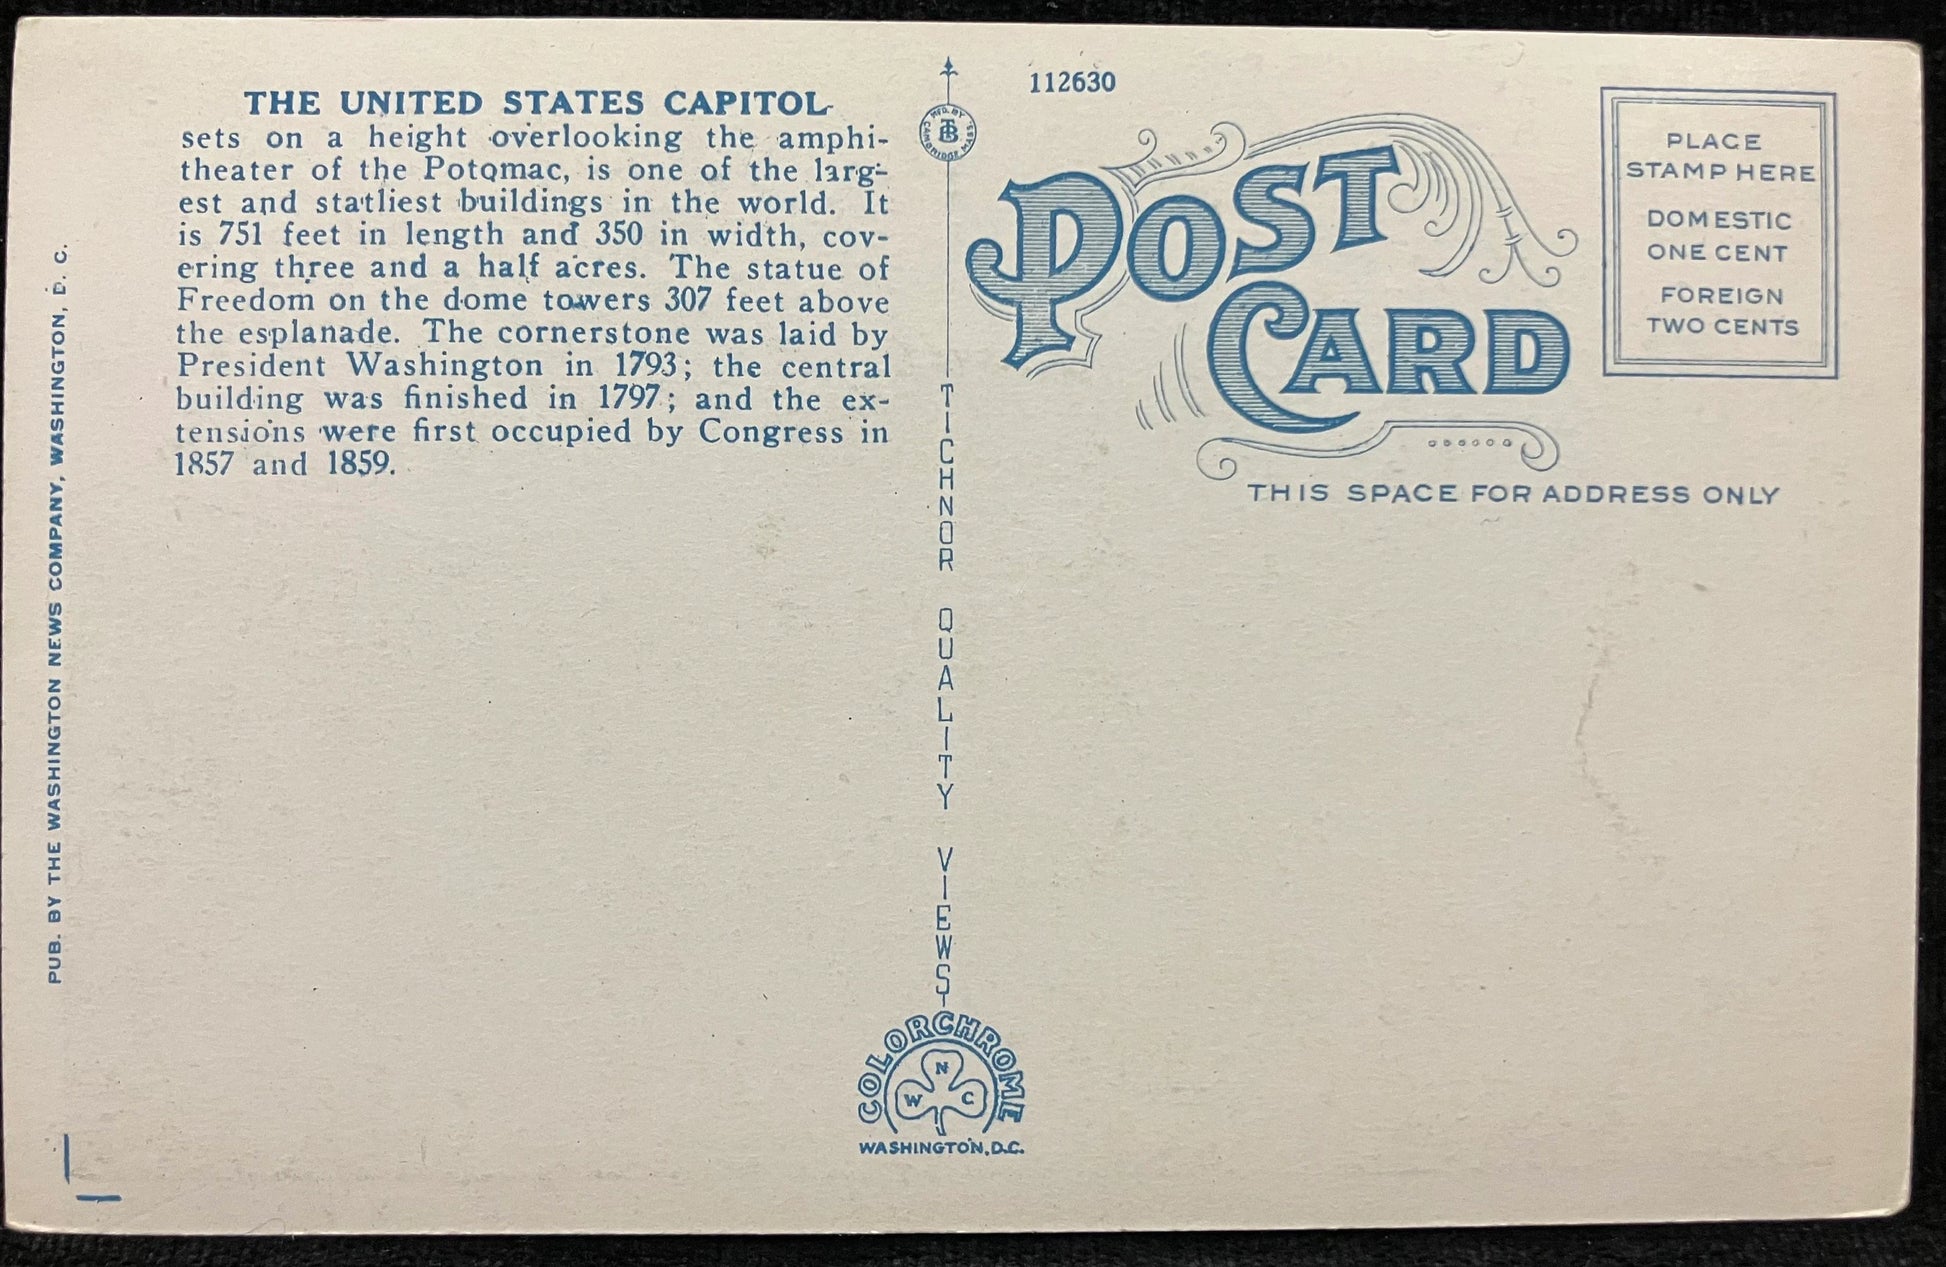 THE UNITED STATES CAPITOL
sets on a height overlooking the amphi-
theater of the Potomac, is one of the larg-
est and statliest buildings in the world. It
is 751 feet in length and 350 in width, cov-
ering three and a half acres. The statue of
Freedom on the dome towers 307 feet above
the esplanade. The cornerstone was laid by
President Washington in 1793; the central
building was finished in 1797; and the ex-
tensions were first occupied by Congress in
1857 and 1859.
PUB. BY THE WASHINGTON NEWS COMPANY, WASHINGTON, D. C.
MFD. BY
TB
CAMBRIDGE MASS.
TICHNOR QUALITY VIEWS
COLORCHROME
N
W C
WASHINGTON, D.C.
112630
POST
CARD
THIS SPACE FOR ADDRESS ONLY
PLACE
STAMP HERE
DOMESTIC
ONE CENT
FOREIGN
TWO CENTS